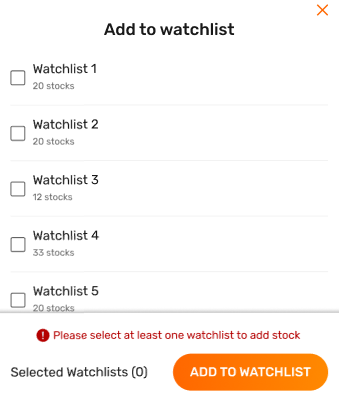 Add to watchlist
Watchlist 1
20 stocks
Watchlist 2
20 stocks
Watchlist 3
12 stocks
Watchlist 4
33 stocks
Watchlist 5
20 stocks
Please select at least one watchlist to add stock
Selected Watchlists (0)
ADD TO WATCHLIST